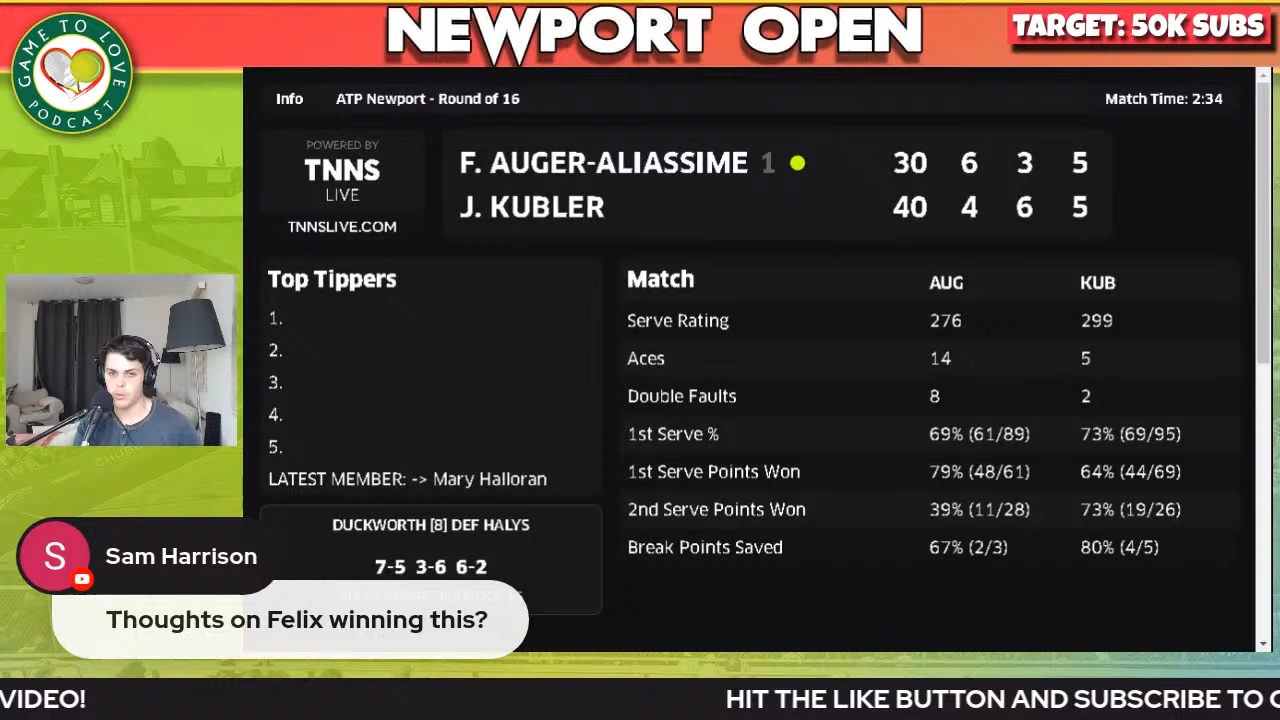 GAME TO LOVE
PODCAST
NEWPORT OPEN
TARGET: 50K SUBS
Info ATP Newport - Round of 16 Match Time: 2:34
POWERED BY
TNNS
LIVE
TNNSLIVE.COM
F. AUGER-ALIASSIME 1 30 6 3 5
J. KUBLER 40 4 6 5
Top Tippers
1.
2.
3.
4.
5.
LATEST MEMBER: -> Mary Halloran
DUCKWORTH [8] DEF HALYS
7-5 3-6 6-2
Match AUG KUB
Serve Rating 276 299
Aces 14 5
Double Faults 8 2
1st Serve % 69% (61/89) 73% (69/95)
1st Serve Points Won 79% (48/61) 64% (44/69)
2nd Serve Points Won 39% (11/28) 73% (19/26)
Break Points Saved 67% (2/3) 80% (4/5)
S Sam Harrison
Thoughts on Felix winning this?
VIDEO! HIT THE LIKE BUTTON AND SUBSCRIBE TO